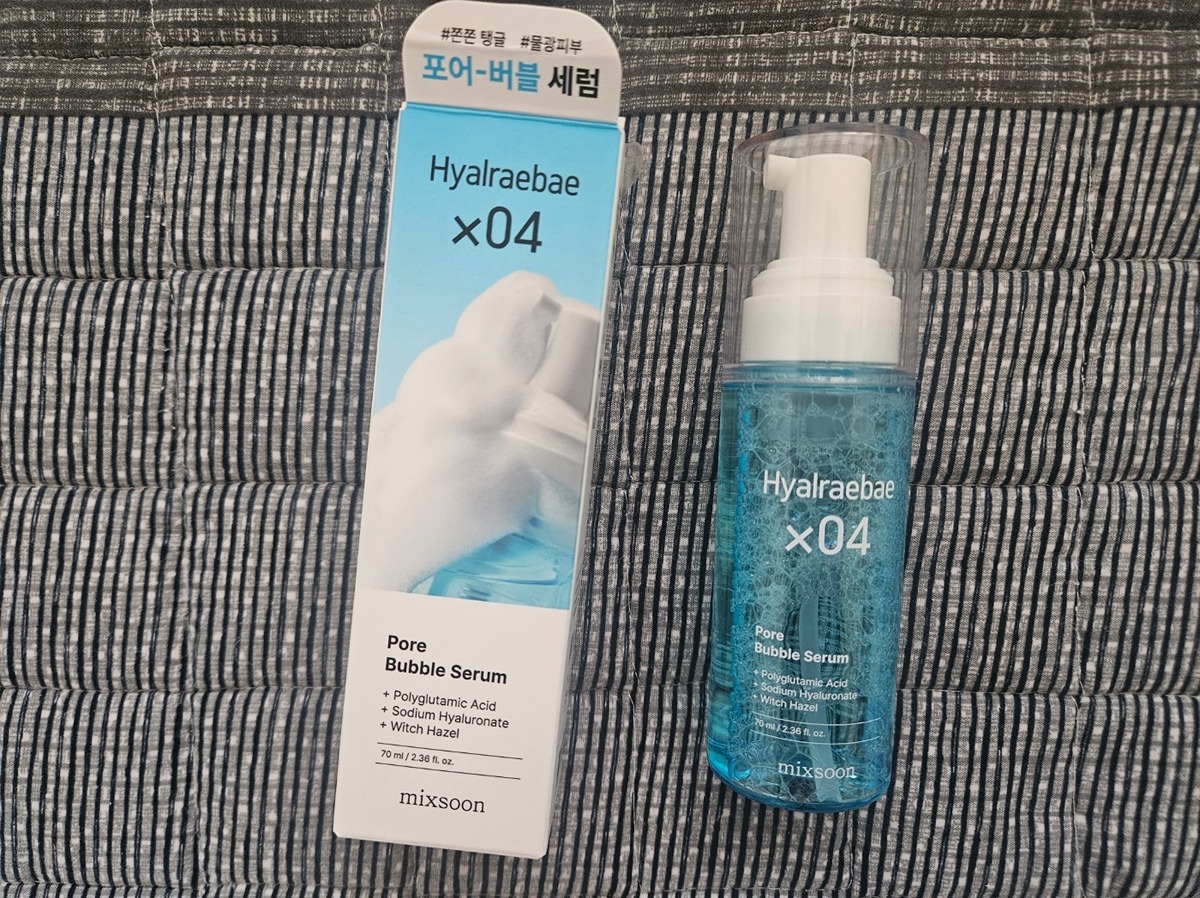 #쫀쫀 탱글 #물광피부
포어-버블 세럼
Hyalraebae
×04
Pore
Bubble Serum
+ Polyglutamic Acid
+ Sodium Hyaluronate
+ Witch Hazel
70 ml / 2.36 fl. oz.
mixsoon
Hyalraebae
×04
Pore
Bubble Serum
+ Polyglutamic Acid
+ Sodium Hyaluronate
+ Witch Hazel
70 ml / 2.36 fl. oz.
mixsoon